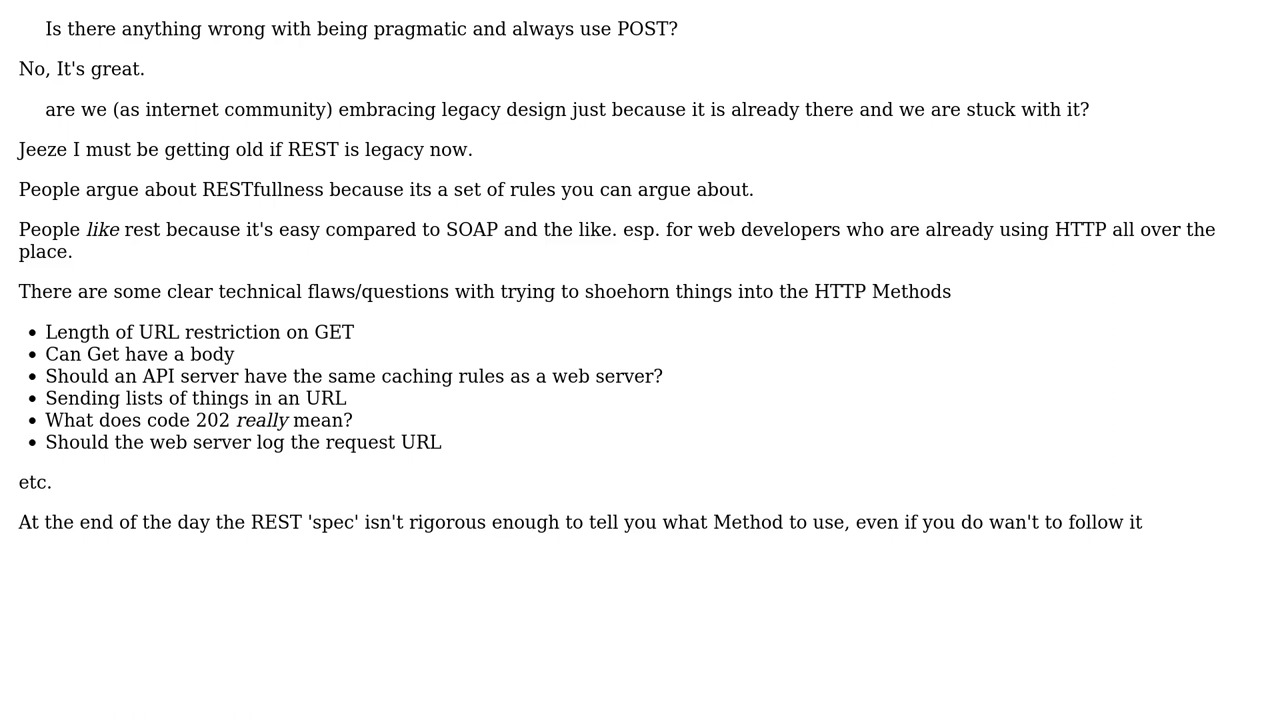 Is there anything wrong with being pragmatic and always use POST?
No, It's great.
are we (as internet community) embracing legacy design just because it is already there and we are stuck with it?
Jeeze I must be getting old if REST is legacy now.
People argue about RESTfullness because its a set of rules you can argue about.
People like rest because it's easy compared to SOAP and the like. esp. for web developers who are already using HTTP all over the
place.
There are some clear technical flaws/questions with trying to shoehorn things into the HTTP Methods
• Length of URL restriction on GET
• Can Get have a body
• Should an API server have the same caching rules as a web server?
• Sending lists of things in an URL
• What does code 202 really mean?
• Should the web server log the request URL
etc.
At the end of the day the REST 'spec' isn't rigorous enough to tell you what Method to use, even if you do wan't to follow it